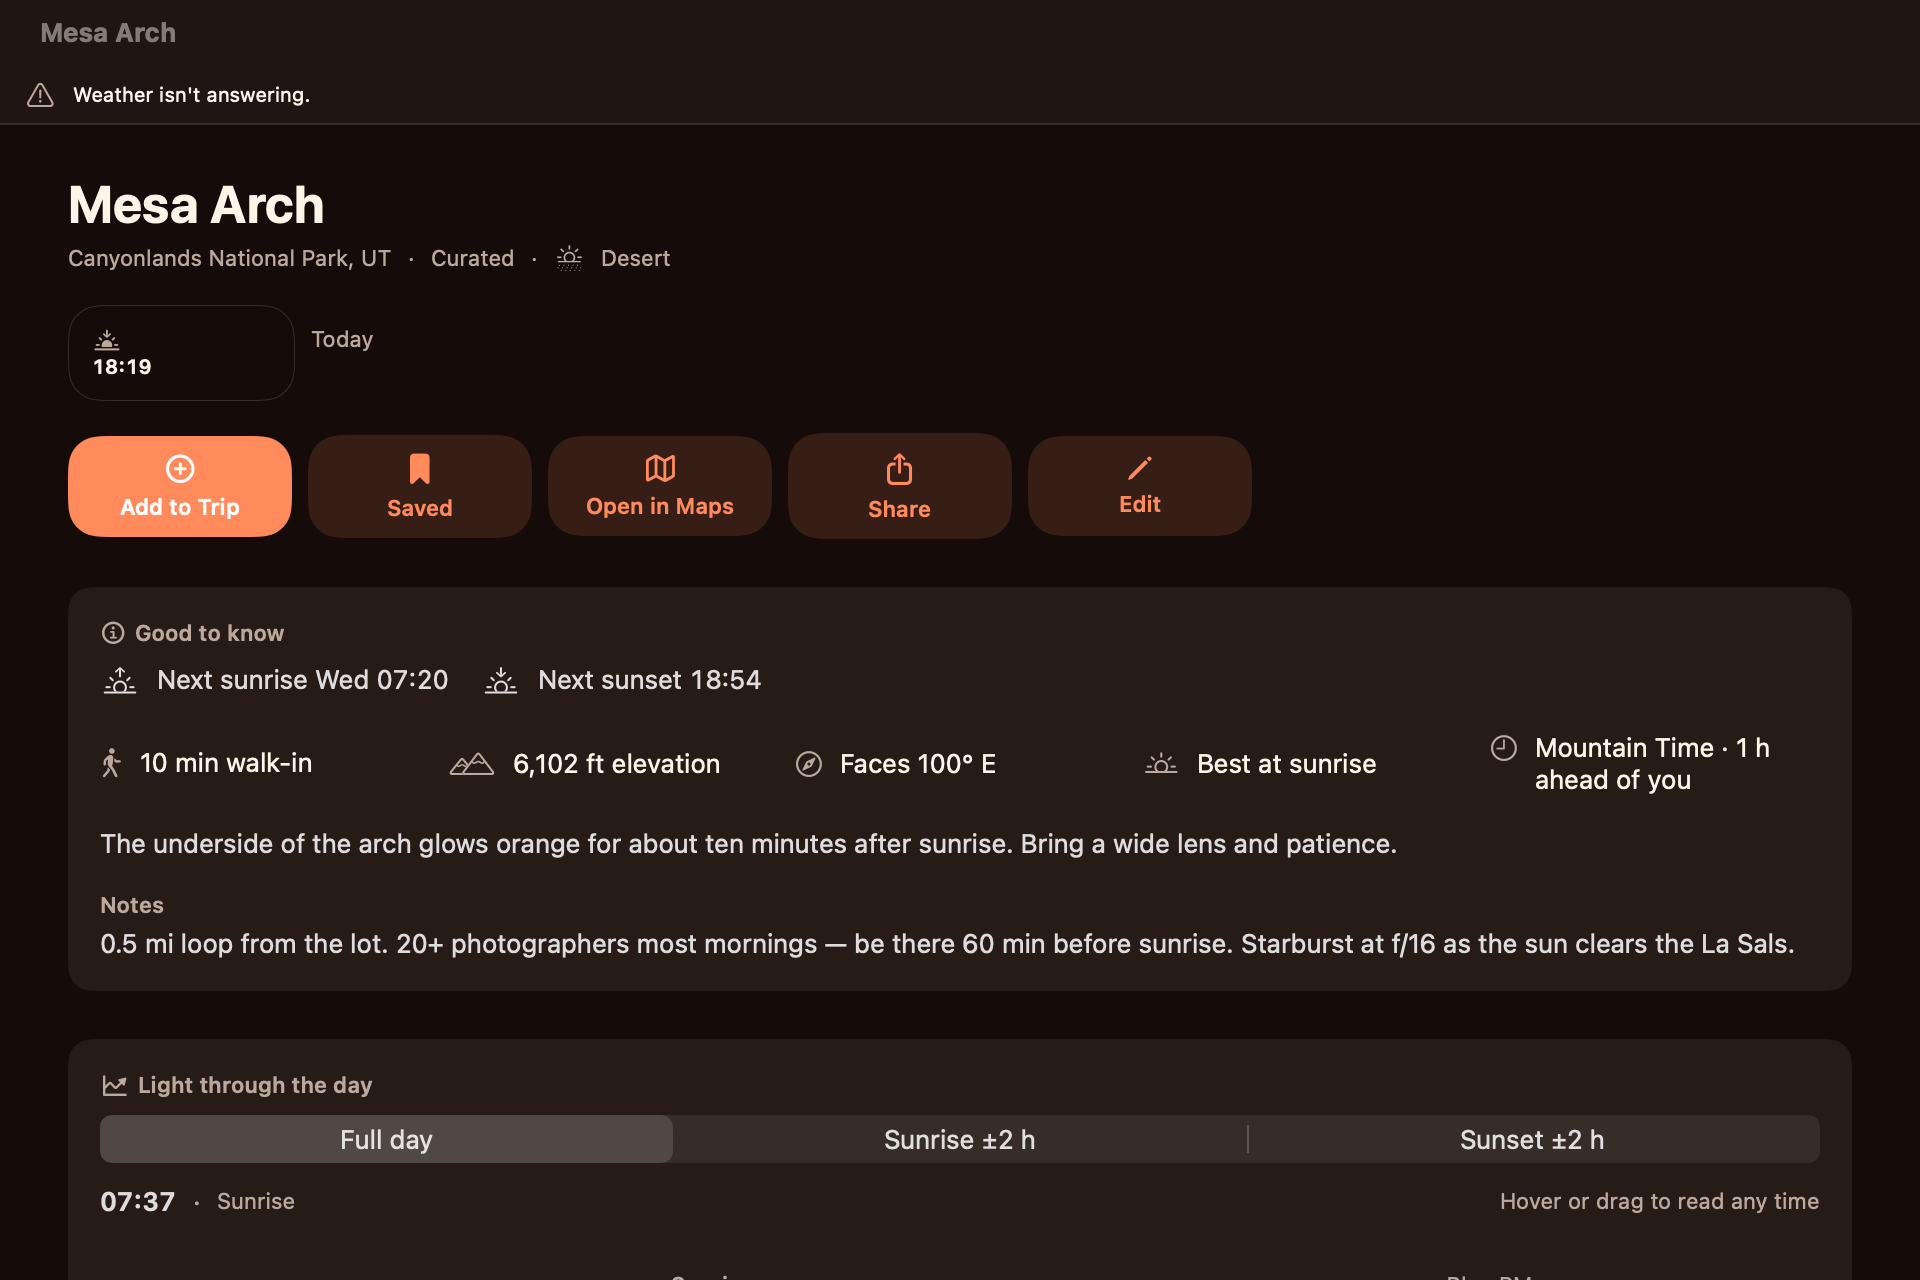 Mesa Arch
Weather isn't answering.
Mesa Arch
Canyonlands National Park, UT · Curated · Desert
18:19
Today
Add to Trip
Saved
Open in Maps
Share
Edit
Good to know
Next sunrise Wed 07:20
Next sunset 18:54
10 min walk-in
6,102 ft elevation
Faces 100° E
Best at sunrise
Mountain Time · 1 h
ahead of you
The underside of the arch glows orange for about ten minutes after sunrise. Bring a wide lens and patience.
Notes
0.5 mi loop from the lot. 20+ photographers most mornings — be there 60 min before sunrise. Starburst at f/16 as the sun clears the La Sals.
Light through the day
Full day
Sunrise ±2 h
Sunset ±2 h
07:37 · Sunrise
Hover or drag to read any time